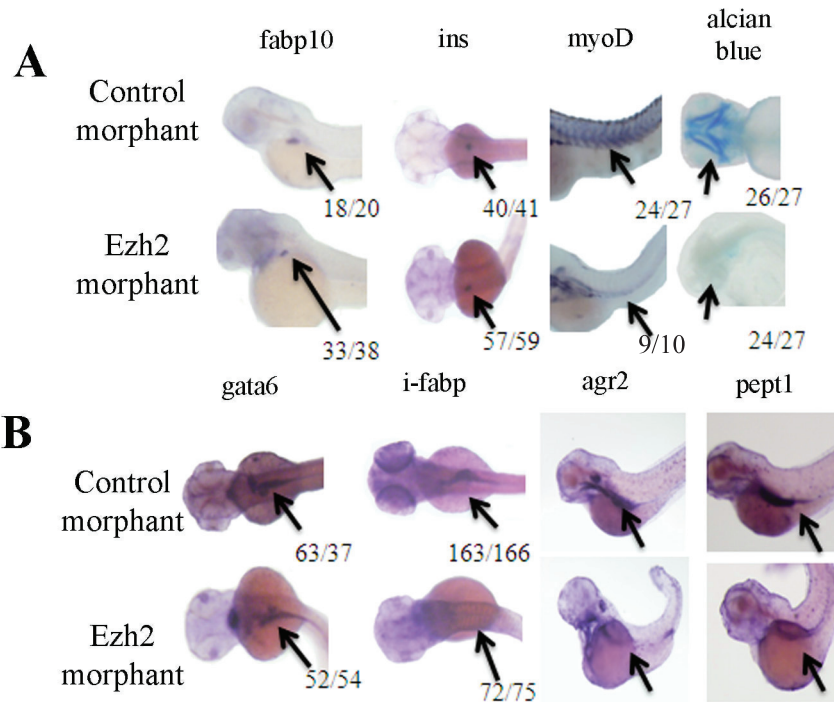 fabp10 ins myoD alcian blue
A
Control morphant
18/20 40/41 24/27 26/27
Ezh2 morphant
33/38 57/59 9/10 24/27
gata6 i-fabp agr2 pept1
B
Control morphant
63/37 163/166
Ezh2 morphant
52/54 72/75